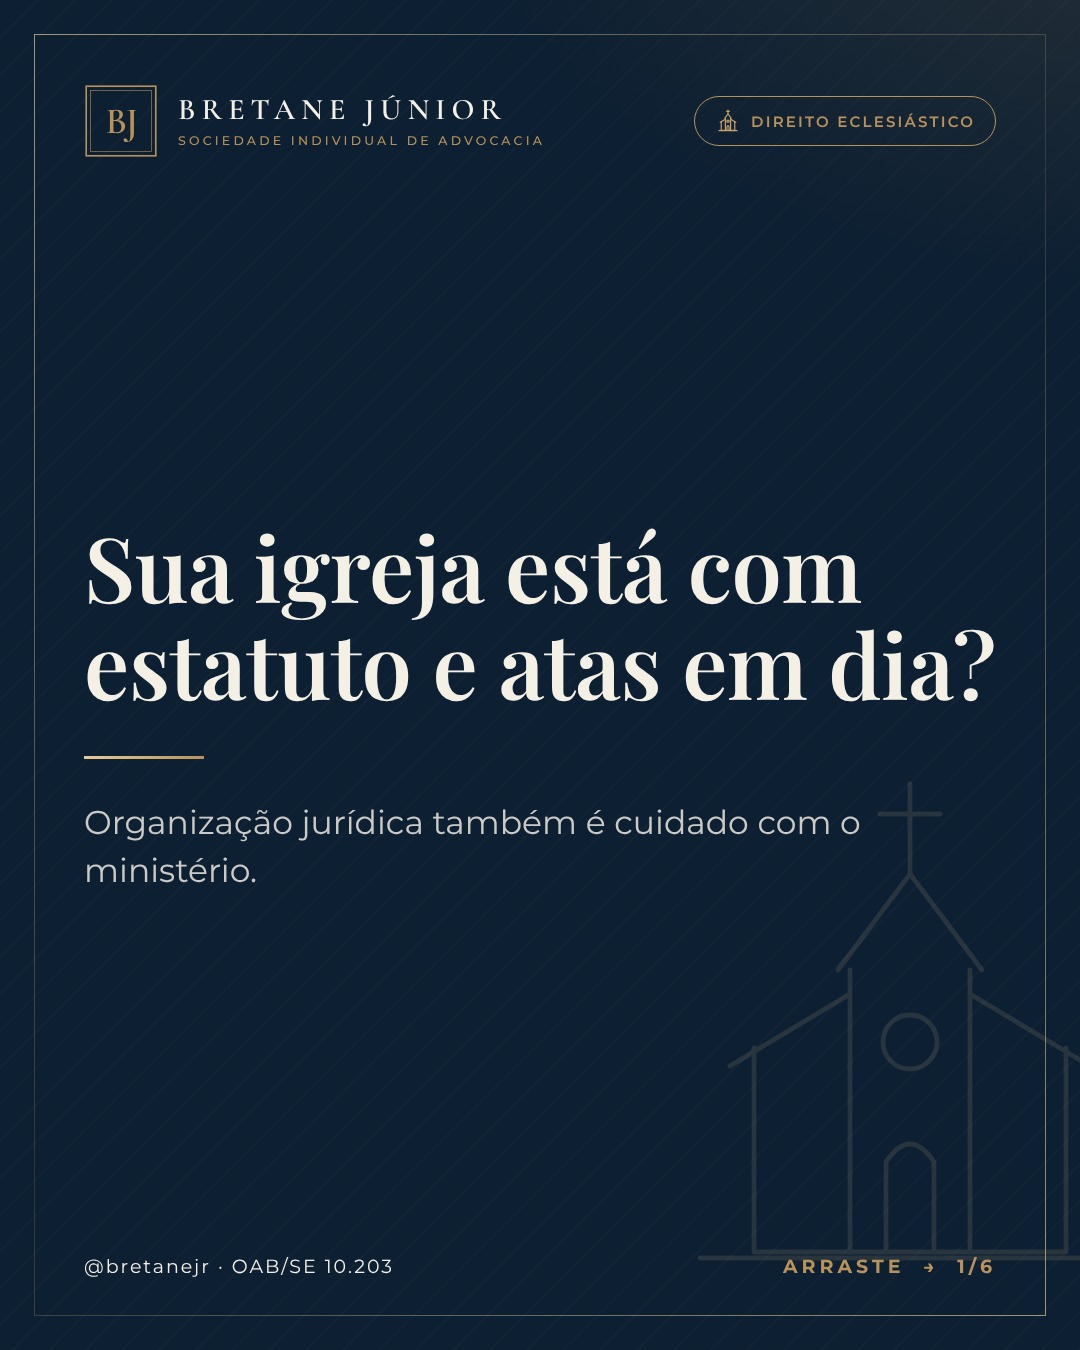 BJ
BRETANE JÚNIOR
SOCIEDADE INDIVIDUAL DE ADVOCACIA
DIREITO ECLESIÁSTICO
Sua igreja está com
estatuto e atas em dia?
Organização jurídica também é cuidado com o
ministério.
@bretanejr · OAB/SE 10.203
ARRASTE → 1/6